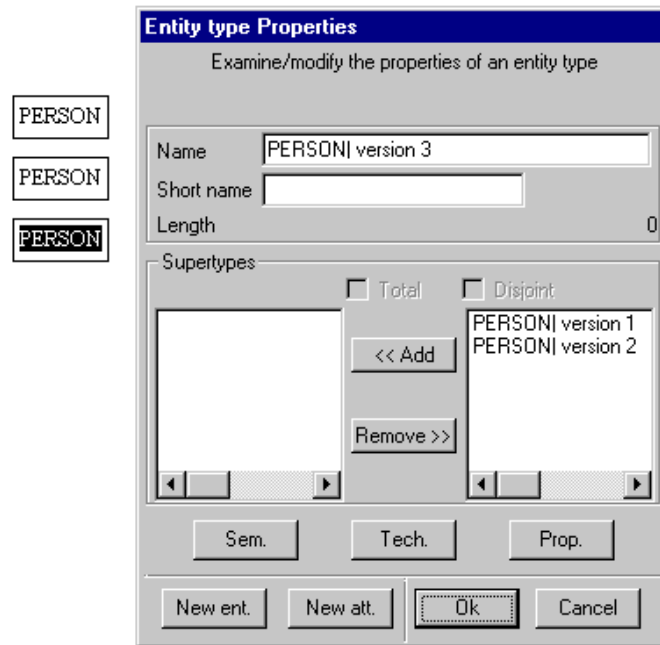 PERSON
PERSON
PERSON
Entity type Properties
Examine/modify the properties of an entity type
Name PERSON| version 3
Short name
Length 0
Supertypes
Total Disjoint
PERSON| version 1
PERSON| version 2
<< Add
Remove >>
Sem. Tech. Prop.
New ent. New att. Ok Cancel